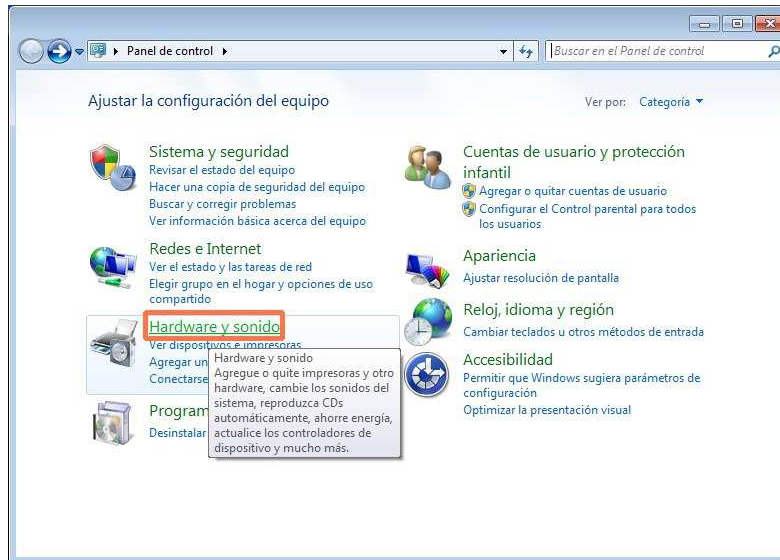 Panel de control
Buscar en el Panel de control
Ajustar la configuración del equipo
Ver por: Categoría
Sistema y seguridad
Revisar el estado del equipo
Hacer una copia de seguridad del equipo
Buscar y corregir problemas
Ver información básica acerca del equipo
Redes e Internet
Ver el estado y las tareas de red
Elegir grupo en el hogar y opciones de uso
compartido
Hardware y sonido
Ver dispositivos e impresoras
Agregar un
Conectarse
Hardware y sonido
Agregue o quite impresoras y otro
hardware, cambie los sonidos del
sistema, reproduzca CDs
automáticamente, ahorre energía,
actualice los controladores de
dispositivo y mucho más.
Program
Desinstalar
Cuentas de usuario y protección
infantil
Agregar o quitar cuentas de usuario
Configurar el Control parental para todos
los usuarios
Apariencia
Ajustar resolución de pantalla
Reloj, idioma y región
Cambiar teclados u otros métodos de entrada
Accesibilidad
Permitir que Windows sugiera parámetros de
configuración
Optimizar la presentación visual